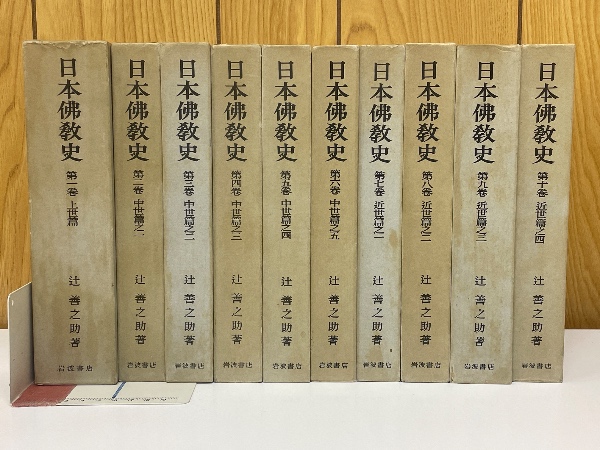 日本佛教史
第一巻 上世篇
辻善之助著
岩波書店
日本佛教史
第二巻 中世篇之一
辻善之助著
岩波書店
日本佛教史
第三巻 中世篇之二
辻善之助著
岩波書店
日本佛教史
第四巻 中世篇之三
辻善之助著
岩波書店
日本佛教史
第五巻 中世篇之四
辻善之助著
岩波書店
日本佛教史
第六巻 中世篇之五
辻善之助著
岩波書店
日本佛教史
第七巻 近世篇之一
辻善之助著
岩波書店
日本佛教史
第八巻 近世篇之二
辻善之助著
岩波書店
日本佛教史
第九巻 近世篇之三
辻善之助著
岩波書店
日本佛教史
第十巻 近世篇之四
辻善之助著
岩波書店